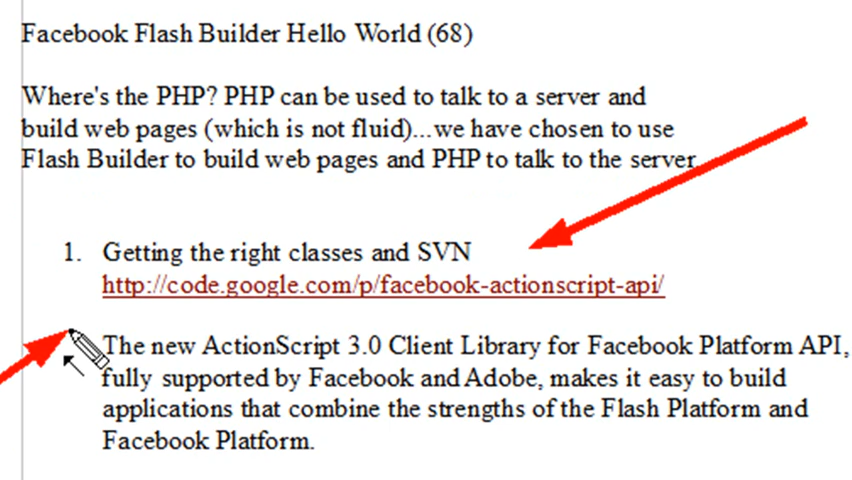 Facebook Flash Builder Hello World (68)
Where's the PHP? PHP can be used to talk to a server and
build web pages (which is not fluid)...we have chosen to use
Flash Builder to build web pages and PHP to talk to the server.
1. Getting the right classes and SVN
http://code.google.com/p/facebook-actionscript-api/
The new ActionScript 3.0 Client Library for Facebook Platform API,
fully supported by Facebook and Adobe, makes it easy to build
applications that combine the strengths of the Flash Platform and
Facebook Platform.